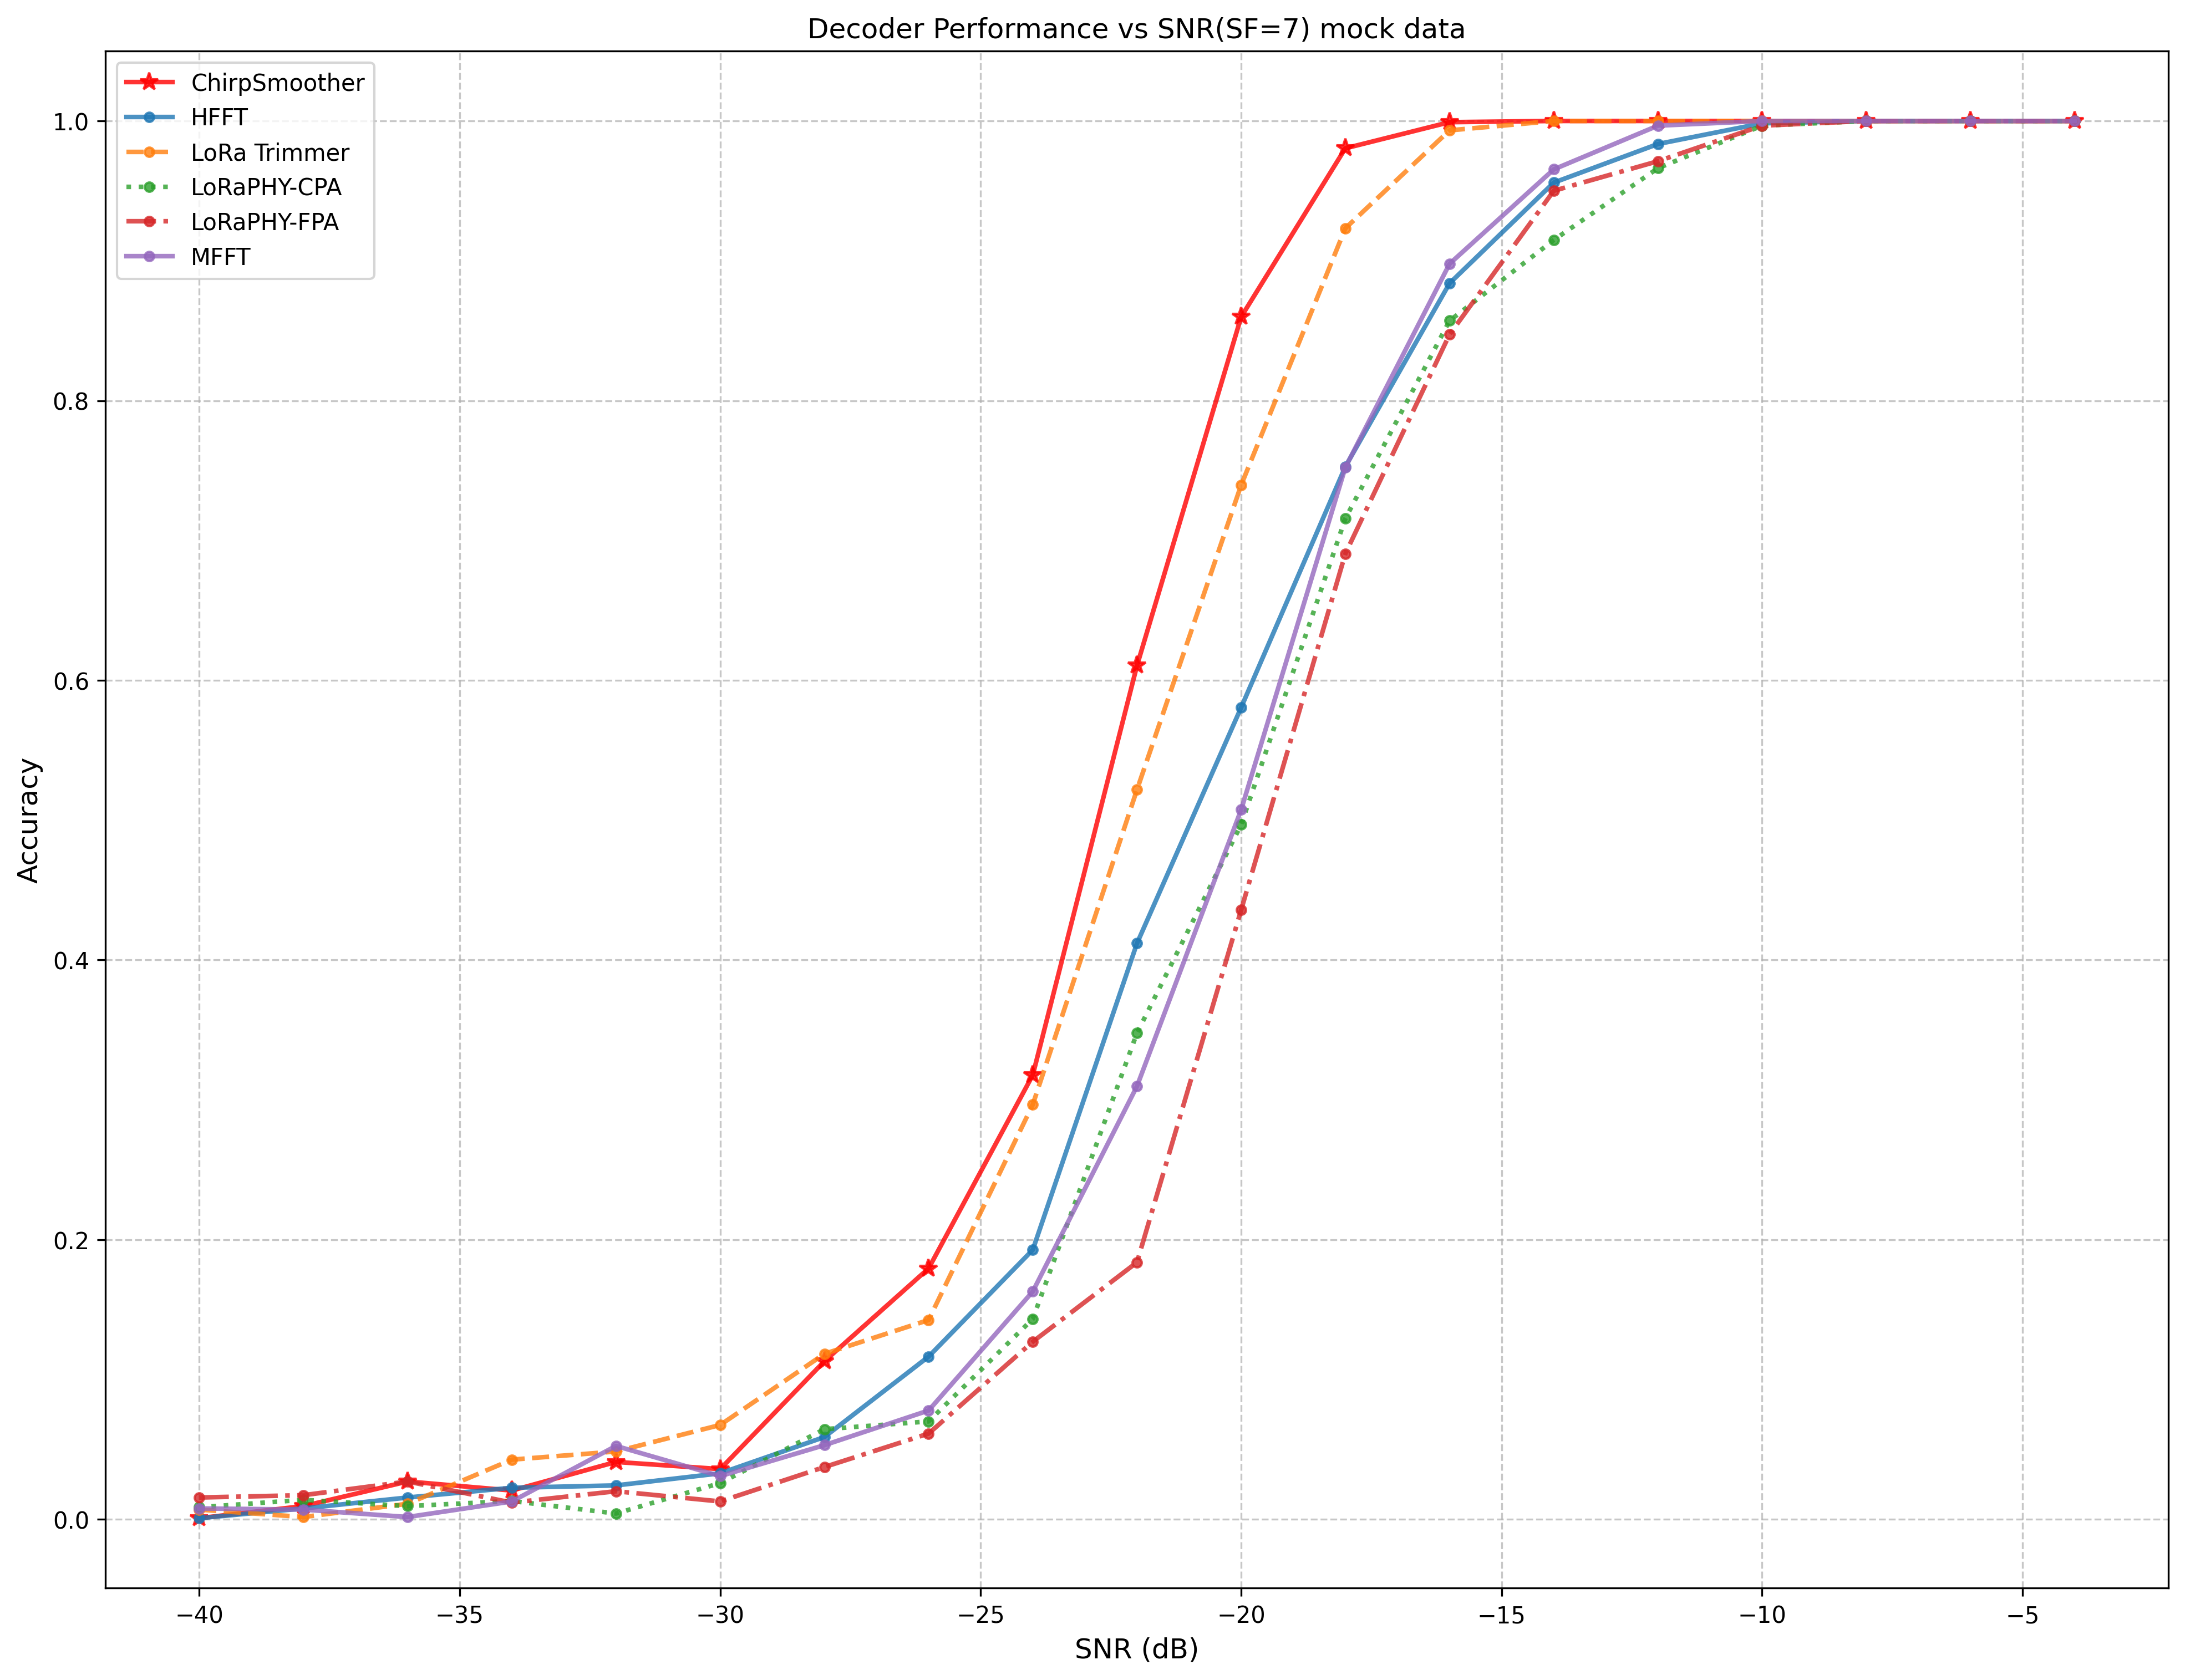 Decoder Performance vs SNR(SF=7) mock data
ChirpSmoother
HFFT
LoRa Trimmer
LoRaPHY-CPA
LoRaPHY-FPA
MFFT
1.0
0.8
0.6
0.4
0.2
0.0
Accuracy
−40 −35 −30 −25 −20 −15 −10 −5
SNR (dB)